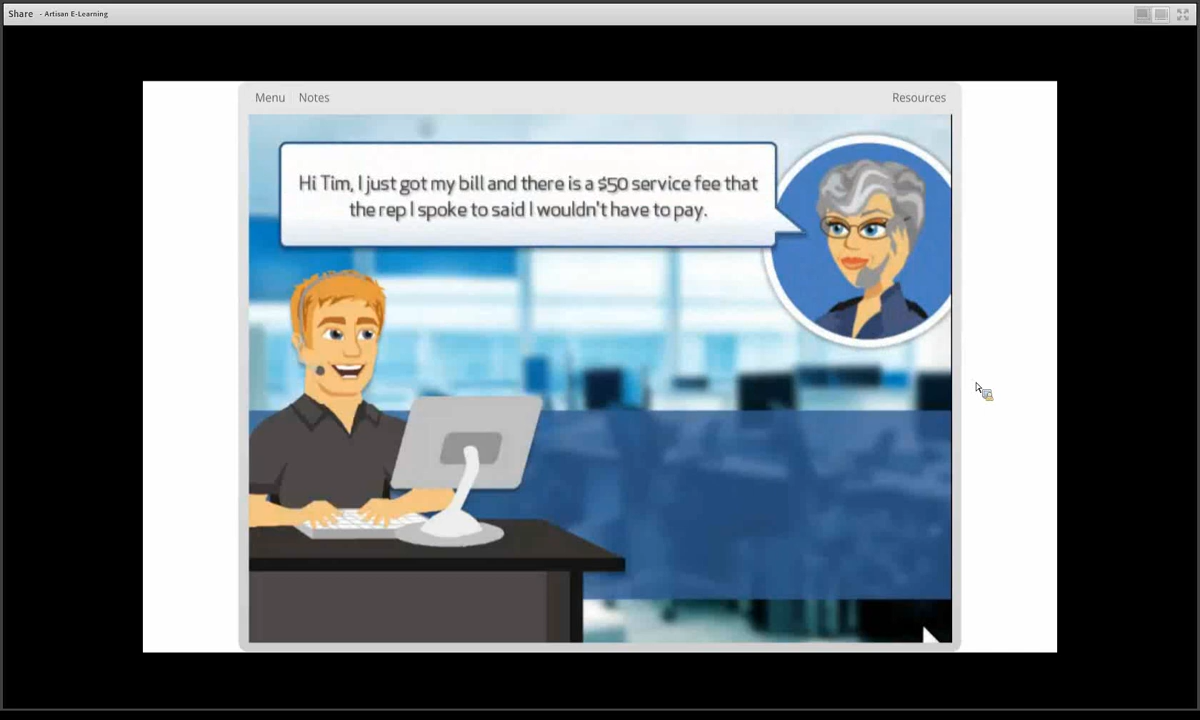 Share - Artisan E-Learning
Menu Notes Resources
Hi Tim, I just got my bill and there is a $50 service fee that
the rep I spoke to said I wouldn't have to pay.